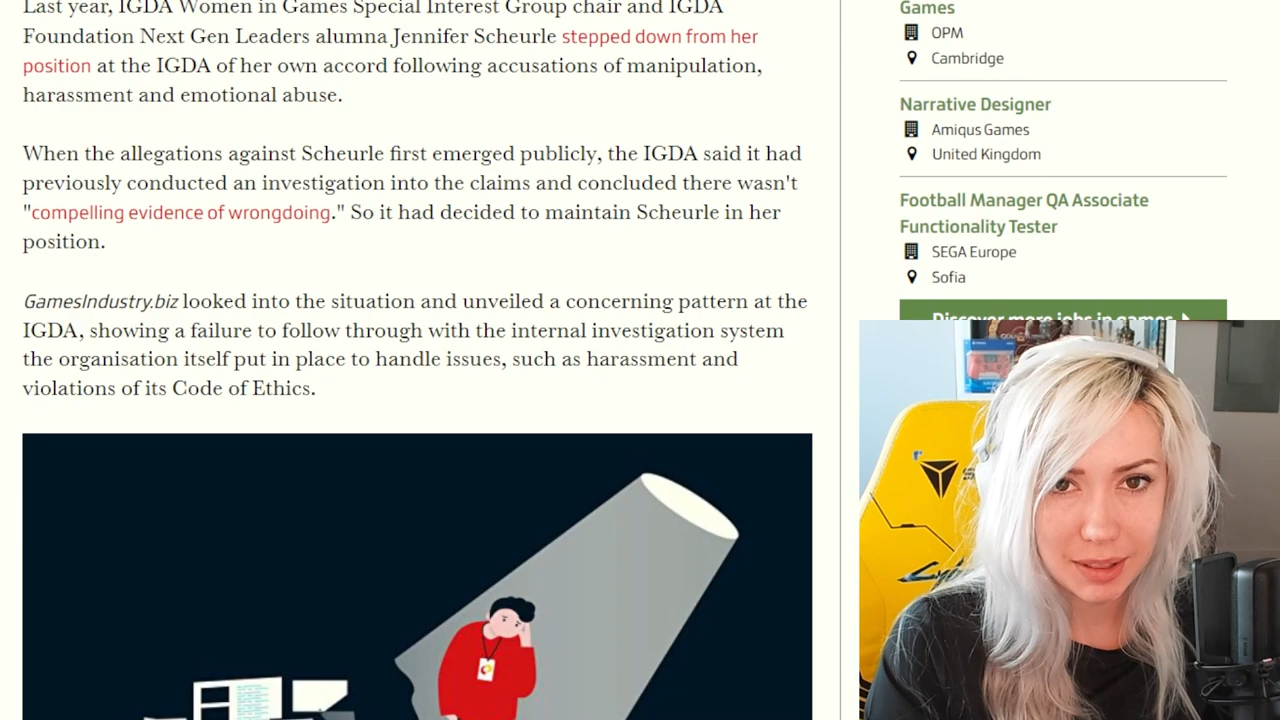 Last year, IGDA Women in Games Special Interest Group chair and IGDA
Foundation Next Gen Leaders alumna Jennifer Scheurle stepped down from her
position at the IGDA of her own accord following accusations of manipulation,
harassment and emotional abuse.
When the allegations against Scheurle first emerged publicly, the IGDA said it had
previously conducted an investigation into the claims and concluded there wasn't
"compelling evidence of wrongdoing." So it had decided to maintain Scheurle in her
position.
GamesIndustry.biz looked into the situation and unveiled a concerning pattern at the
IGDA, showing a failure to follow through with the internal investigation system
the organisation itself put in place to handle issues, such as harassment and
violations of its Code of Ethics.
Games
OPM
Cambridge
Narrative Designer
Amiqus Games
United Kingdom
Football Manager QA Associate
Functionality Tester
SEGA Europe
Sofia
Discover more jobs in games